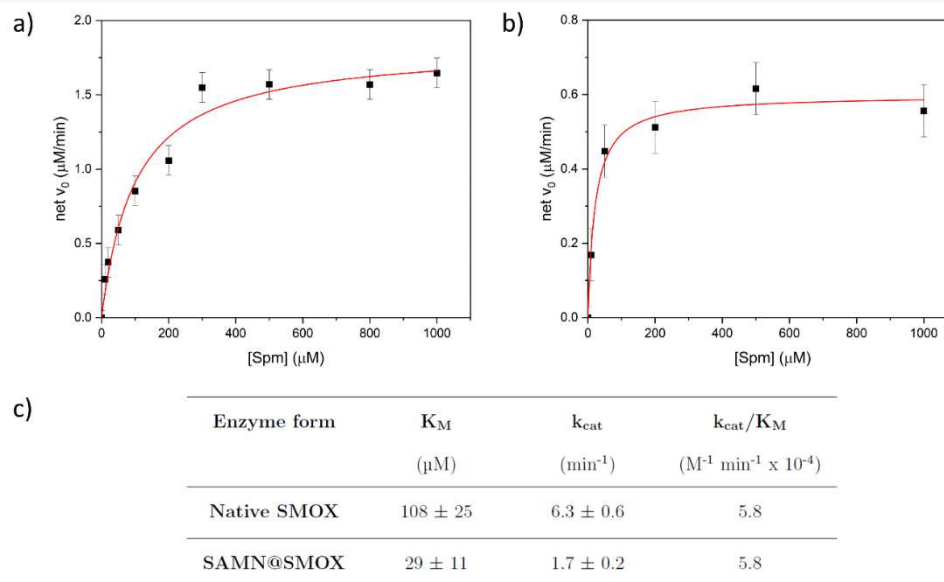 a)
2.0
1.5
1.0
0.5
0.0
net v0 (μM/min)
0 200 400 600 800 1000
[Spm] (μM)
b)
0.8
0.6
0.4
0.2
0.0
net v0 (μM/min)
0 200 400 600 800 1000
[Spm] (μM)
c)
Enzyme form KM kcat kcat/KM
(μM) (min-1) (M-1 min-1 x 10-4)
Native SMOX 108 ± 25 6.3 ± 0.6 5.8
SAMN@SMOX 29 ± 11 1.7 ± 0.2 5.8